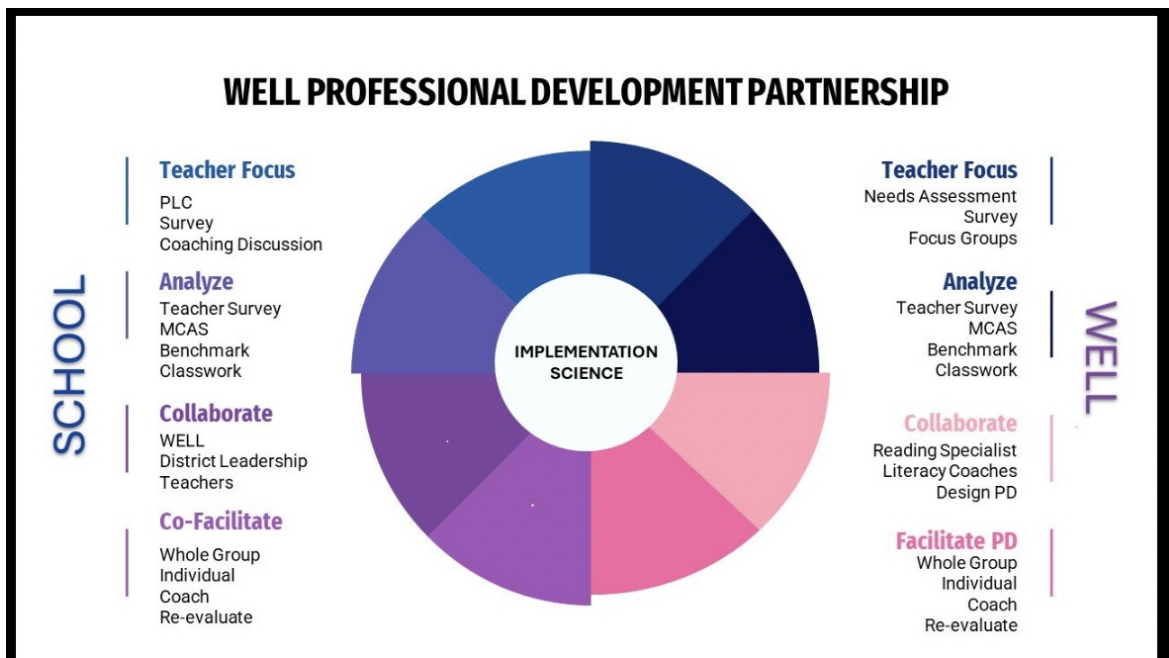 WELL PROFESSIONAL DEVELOPMENT PARTNERSHIP
SCHOOL
Teacher Focus
PLC
Survey
Coaching Discussion
Analyze
Teacher Survey
MCAS
Benchmark
Classwork
Collaborate
WELL
District Leadership
Teachers
Co-Facilitate
Whole Group
Individual
Coach
Re-evaluate
IMPLEMENTATION
SCIENCE
Teacher Focus
Needs Assessment
Survey
Focus Groups
Analyze
Teacher Survey
MCAS
Benchmark
Classwork
Collaborate
Reading Specialist
Literacy Coaches
Design PD
Facilitate PD
Whole Group
Individual
Coach
Re-evaluate
WELL